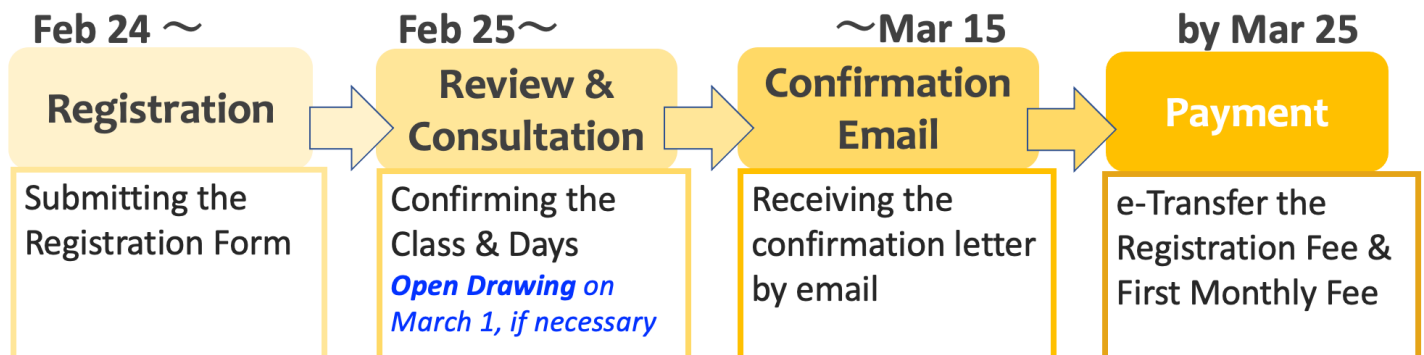 Feb 24 ～
Registration
Submitting the
Registration Form
Feb 25～
Review &
Consultation
Confirming the
Class & Days
Open Drawing on
March 1, if necessary
～Mar 15
Confirmation
Email
Receiving the
confirmation letter
by email
by Mar 25
Payment
e-Transfer the
Registration Fee &
First Monthly Fee